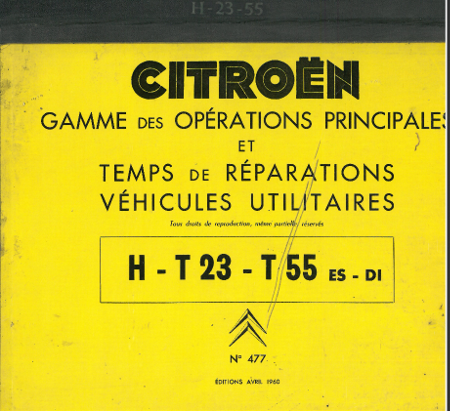 H-23-55
CITROËN
GAMME DES OPÉRATIONS PRINCIPALES
ET
TEMPS DE RÉPARATIONS
VÉHICULES UTILITAIRES
Tous droits de reproduction, même partielle, réservés
H - T 23 - T 55 ES - DI
N° 477
ÉDITIONS AVRIL 1960